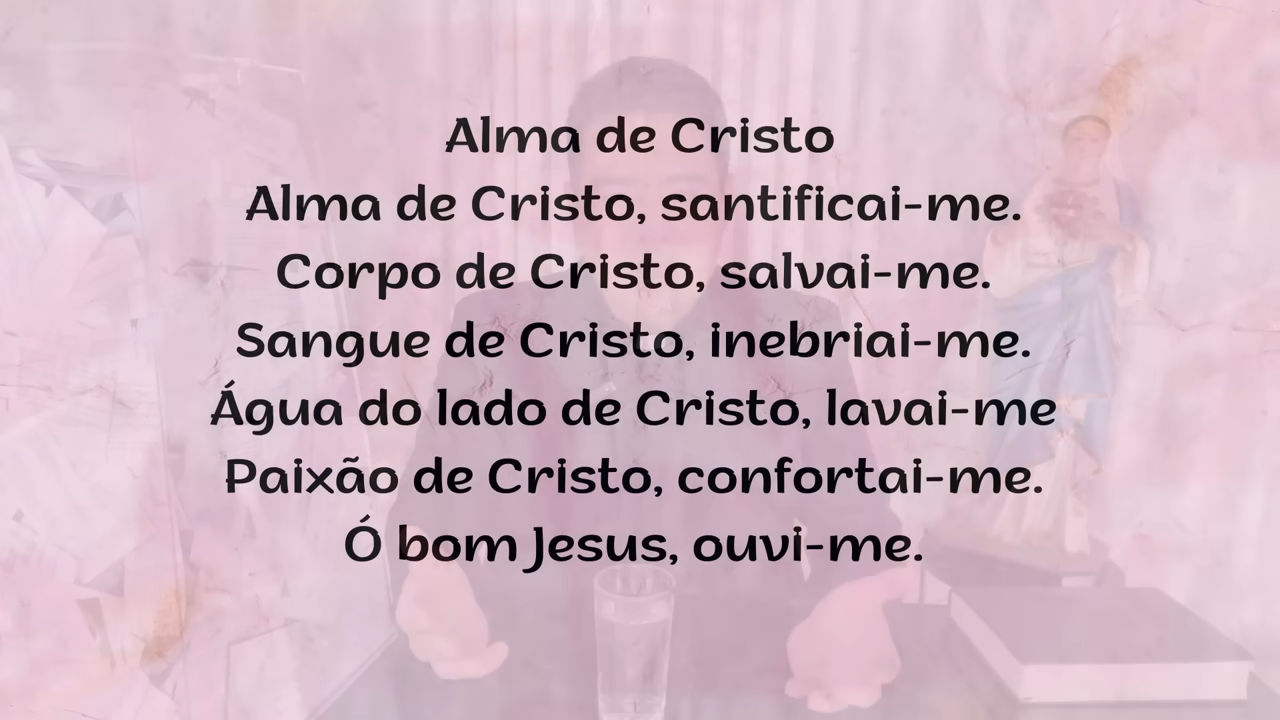 Alma de Cristo
Alma de Cristo, santificai-me.
Corpo de Cristo, salvai-me.
Sangue de Cristo, inebriai-me.
Água do lado de Cristo, lavai-me
Paixão de Cristo, confortai-me.
Ó bom Jesus, ouvi-me.